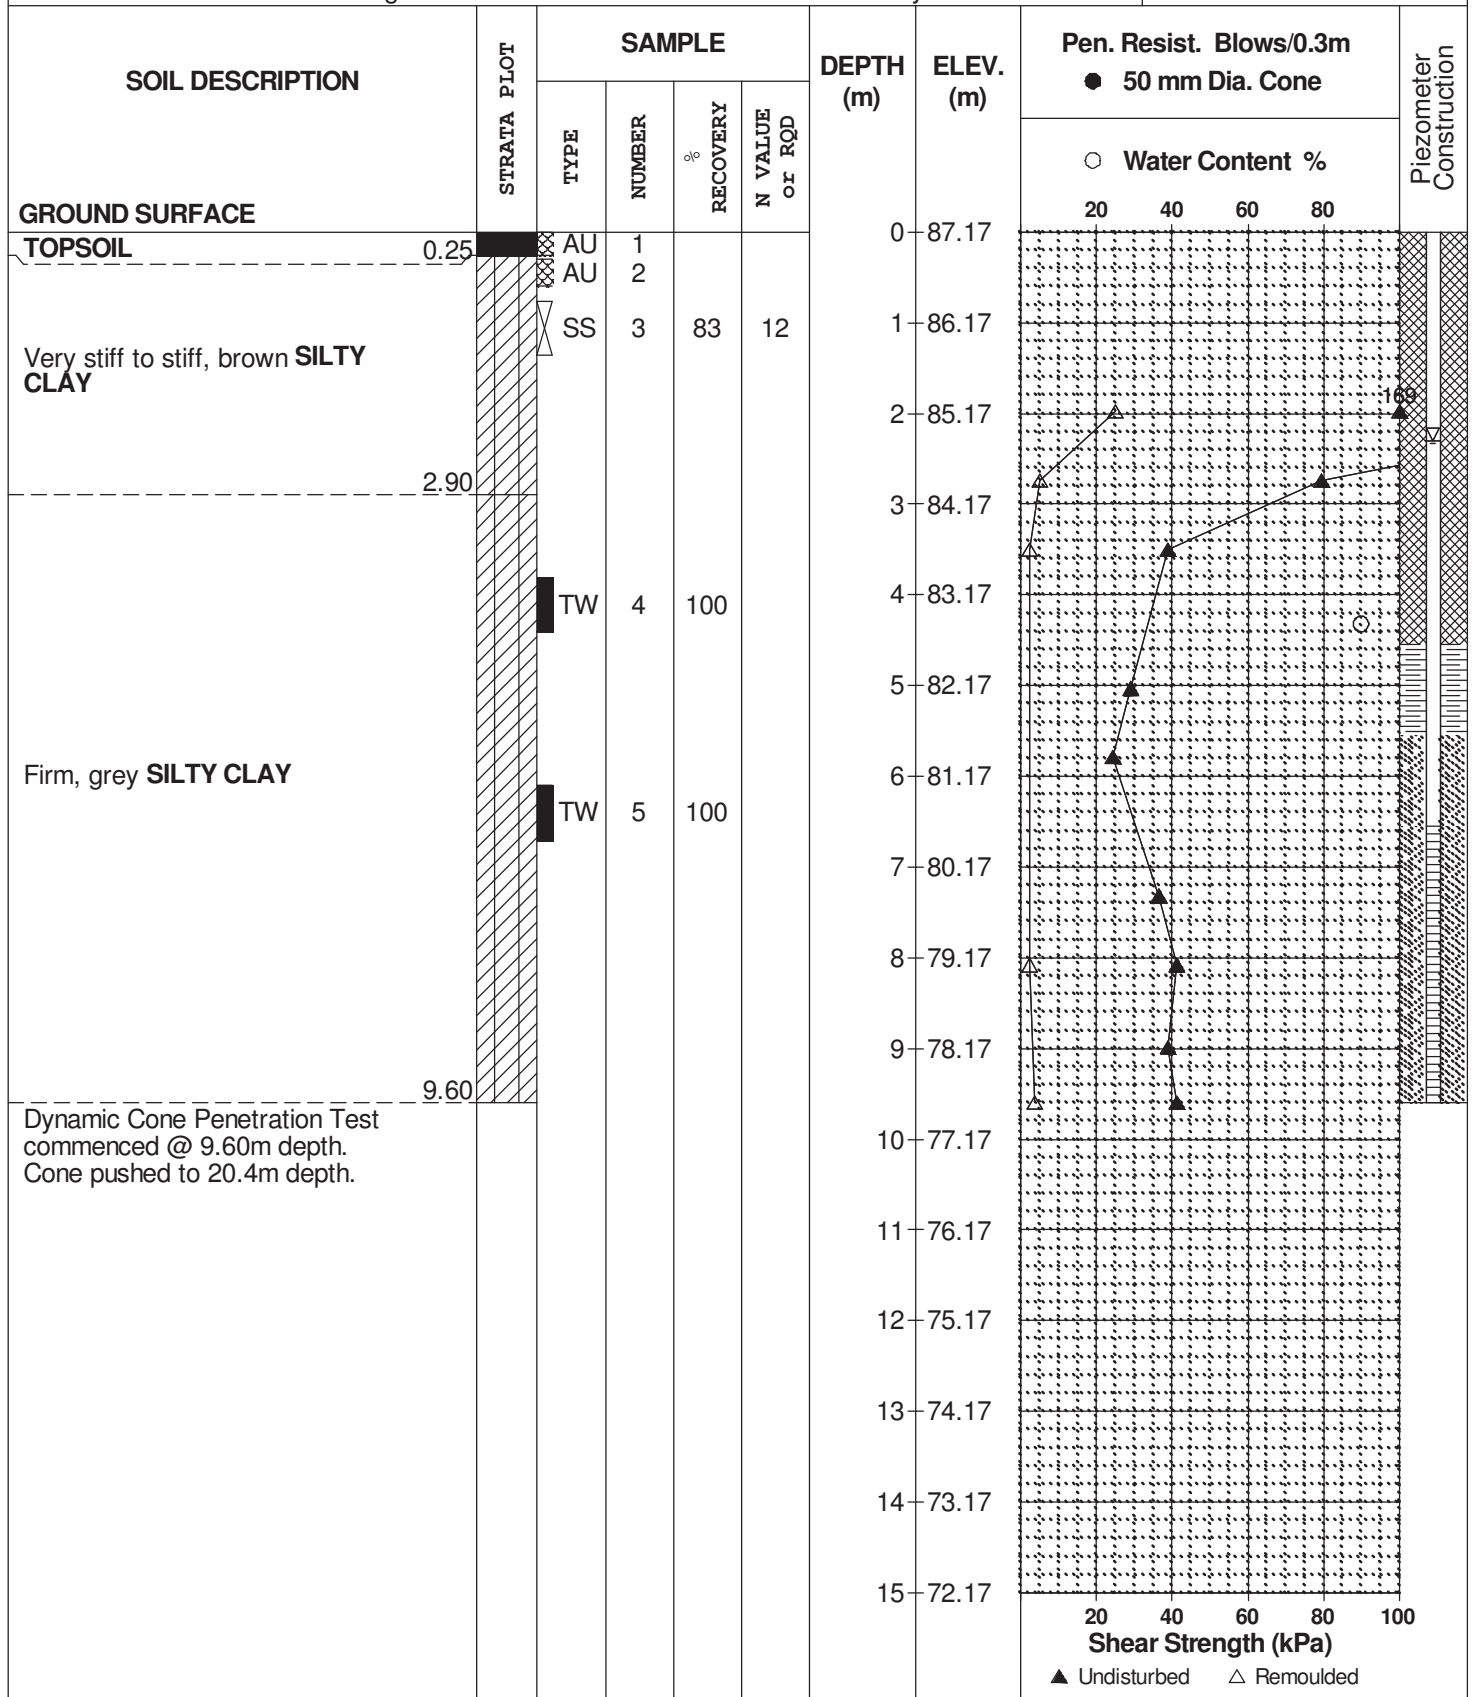 SOIL DESCRIPTION
STRATA PLOT
SAMPLE
TYPE
NUMBER
% RECOVERY
N VALUE or RQD
DEPTH (m)
ELEV. (m)
Pen. Resist. Blows/0.3m
● 50 mm Dia. Cone
○ Water Content %
20 40 60 80
Piezometer Construction
GROUND SURFACE
0 87.17
TOPSOIL 0.25
AU 1
AU 2
SS 3 83 12
1 86.17
Very stiff to stiff, brown SILTY
CLAY
169
2 85.17
2.90
3 84.17
TW 4 100
4 83.17
5 82.17
Firm, grey SILTY CLAY
6 81.17
TW 5 100
7 80.17
8 79.17
9 78.17
9.60
Dynamic Cone Penetration Test
commenced @ 9.60m depth.
Cone pushed to 20.4m depth.
10 77.17
11 76.17
12 75.17
13 74.17
14 73.17
15 72.17
20 40 60 80 100
Shear Strength (kPa)
▲ Undisturbed △ Remoulded